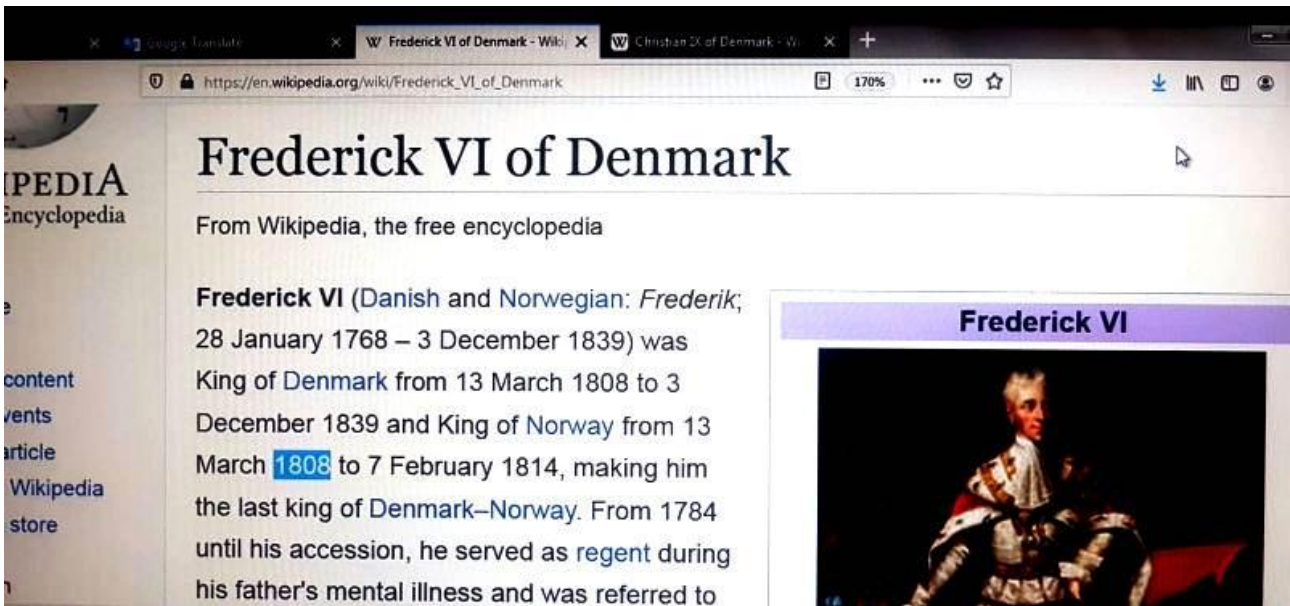 Google Translate
Frederick VI of Denmark - Wiki
Christian IX of Denmark - Wi
https://en.wikipedia.org/wiki/Frederick_VI_of_Denmark
170%
IPEDIA
Encyclopedia
Frederick VI of Denmark
From Wikipedia, the free encyclopedia
Frederick VI (Danish and Norwegian: Frederik;
28 January 1768 – 3 December 1839) was
King of Denmark from 13 March 1808 to 3
December 1839 and King of Norway from 13
March 1808 to 7 February 1814, making him
the last king of Denmark–Norway. From 1784
until his accession, he served as regent during
his father's mental illness and was referred to
Frederick VI
content
vents
article
Wikipedia
store